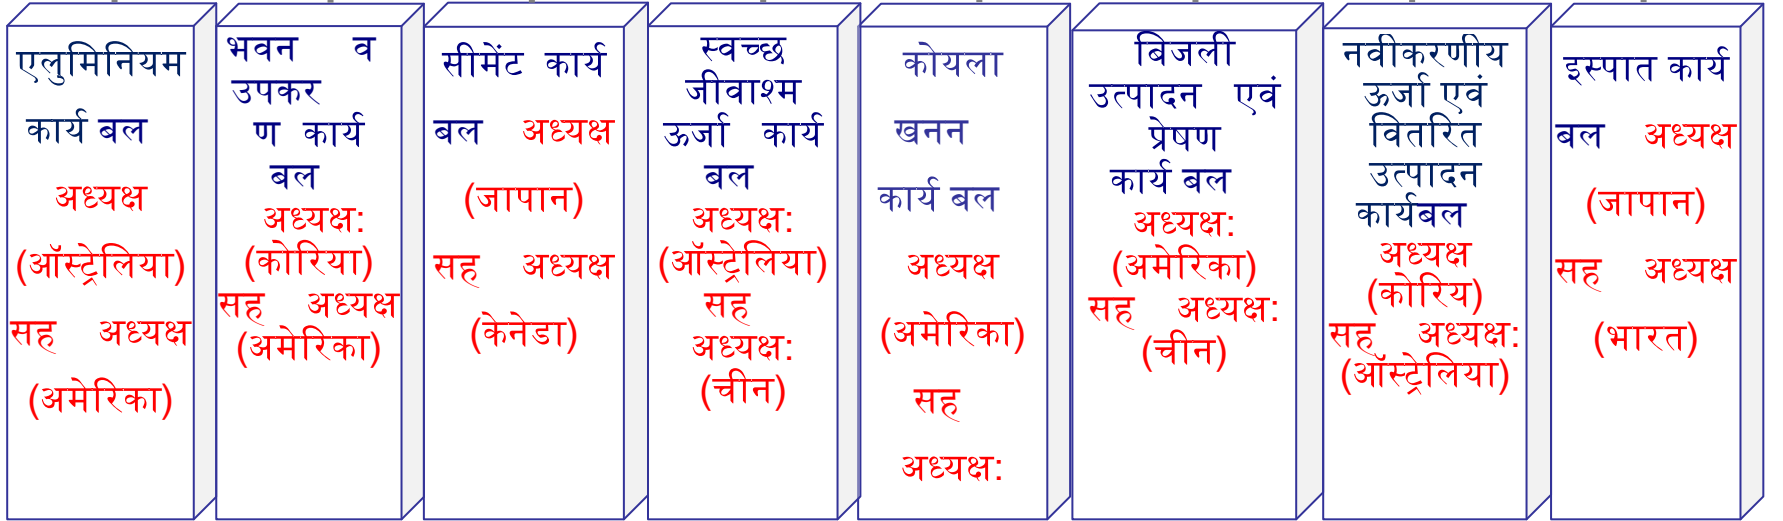 एलुमिनियम
कार्य बल
अध्यक्ष
(ऑस्ट्रेलिया)
सह अध्यक्ष
(अमेरिका)
भवन व
उपकर
ण कार्य
बल
अध्यक्ष:
(कोरिया)
सह अध्यक्ष
(अमेरिका)
सीमेंट कार्य
बल अध्यक्ष
(जापान)
सह अध्यक्ष
(केनेडा)
स्वच्छ
जीवाश्म
ऊर्जा कार्य
बल
अध्यक्ष:
(ऑस्ट्रेलिया)
सह
अध्यक्ष:
(चीन)
कोयला
खनन
कार्य बल
अध्यक्ष
(अमेरिका)
सह
अध्यक्ष:
बिजली
उत्पादन एवं
प्रेषण
कार्य बल
अध्यक्ष:
(अमेरिका)
सह अध्यक्ष:
(चीन)
नवीकरणीय
ऊर्जा एवं
वितरित
उत्पादन
कार्यबल
अध्यक्ष
(कोरिय)
सह अध्यक्ष:
(ऑस्ट्रेलिया)
इस्पात कार्य
बल अध्यक्ष
(जापान)
सह अध्यक्ष
(भारत)